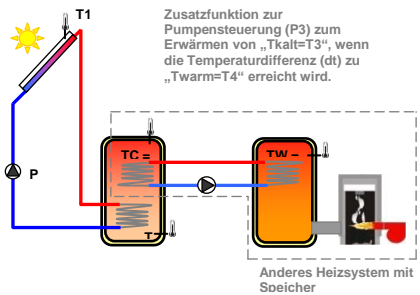 T1
Zusatzfunktion zur
Pumpensteuerung (P3) zum
Erwärmen von „Tkalt=T3“, wenn
die Temperaturdifferenz (dt) zu
„Twarm=T4“ erreicht wird.
TC =
TW –
P
T
Anderes Heizsystem mit
Speicher